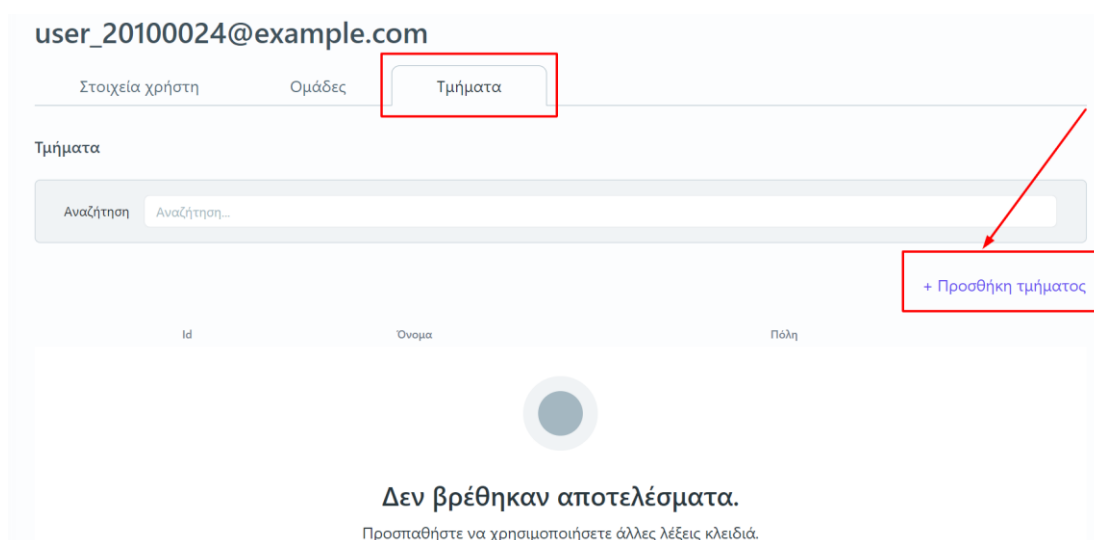 user_20100024@example.com
Στοιχεία χρήστη Ομάδες Τμήματα
Τμήματα
Αναζήτηση Αναζήτηση...
+ Προσθήκη τμήματος
Id Όνομα Πόλη
Δεν βρέθηκαν αποτελέσματα.
Προσπαθήστε να χρησιμοποιήσετε άλλες λέξεις κλειδιά.